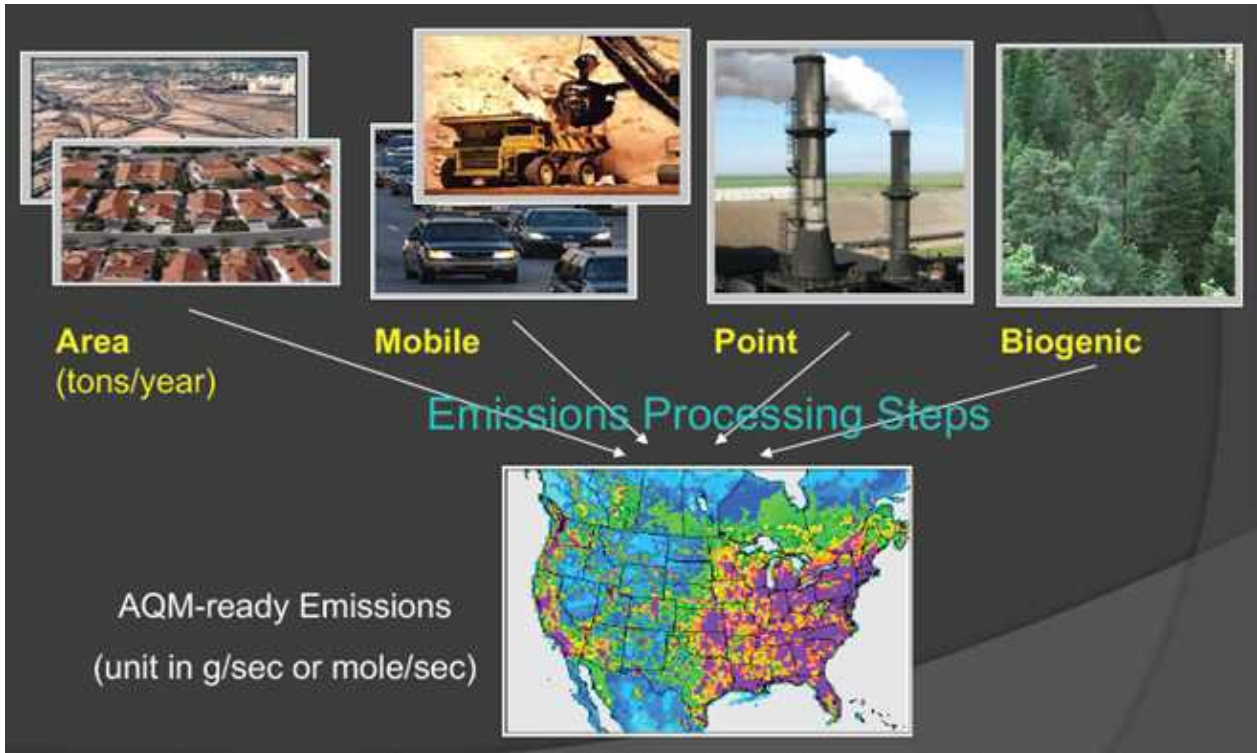 Area
(tons/year)
Mobile
Point
Biogenic
Emissions Processing Steps
AQM-ready Emissions
(unit in g/sec or mole/sec)